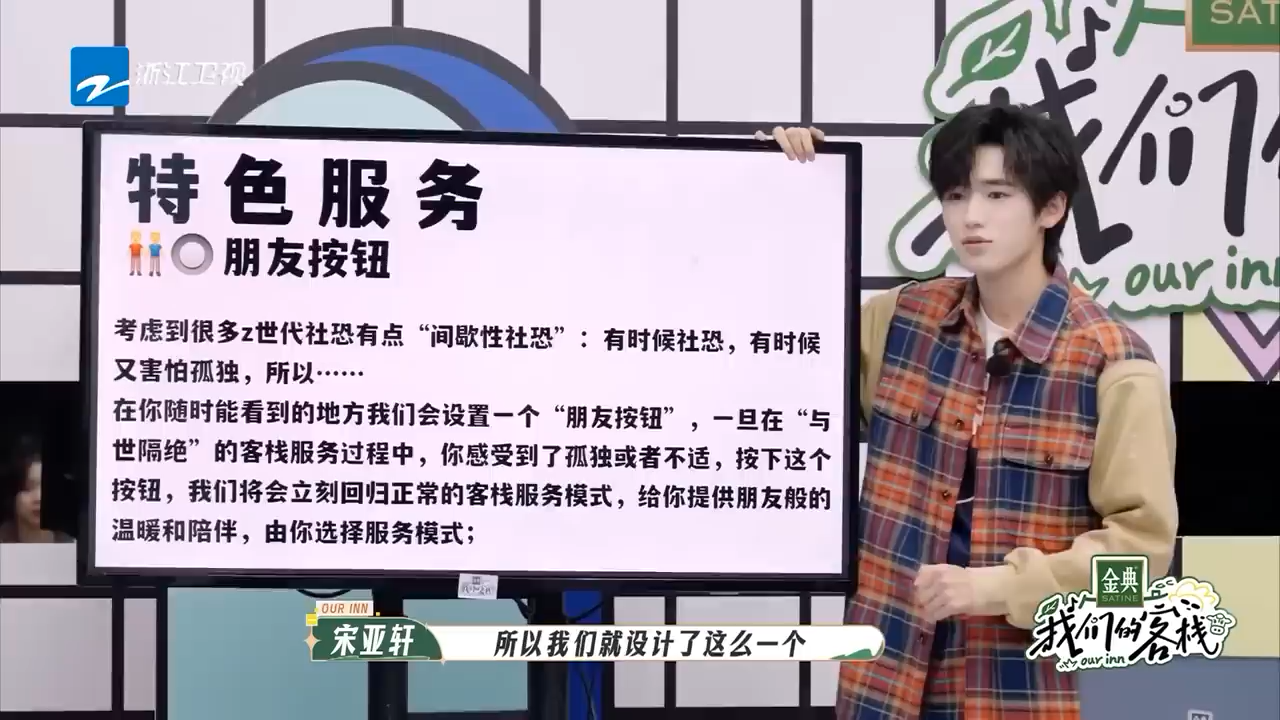 浙江卫视
SAT
我们
our inn
特色服务
朋友按钮
考虑到很多z世代社恐有点“间歇性社恐”：有时候社恐，有时候
又害怕孤独，所以……
在你随时能看到的地方我们会设置一个“朋友按钮”，一旦在“与
世隔绝”的客栈服务过程中，你感受到了孤独或者不适，按下这个
按钮，我们将会立刻回归正常的客栈服务模式，给你提供朋友般的
温暖和陪伴，由你选择服务模式；
OUR INN
宋亚轩
所以我们就设计了这么一个
金典
SATINE
我们的客栈
our inn